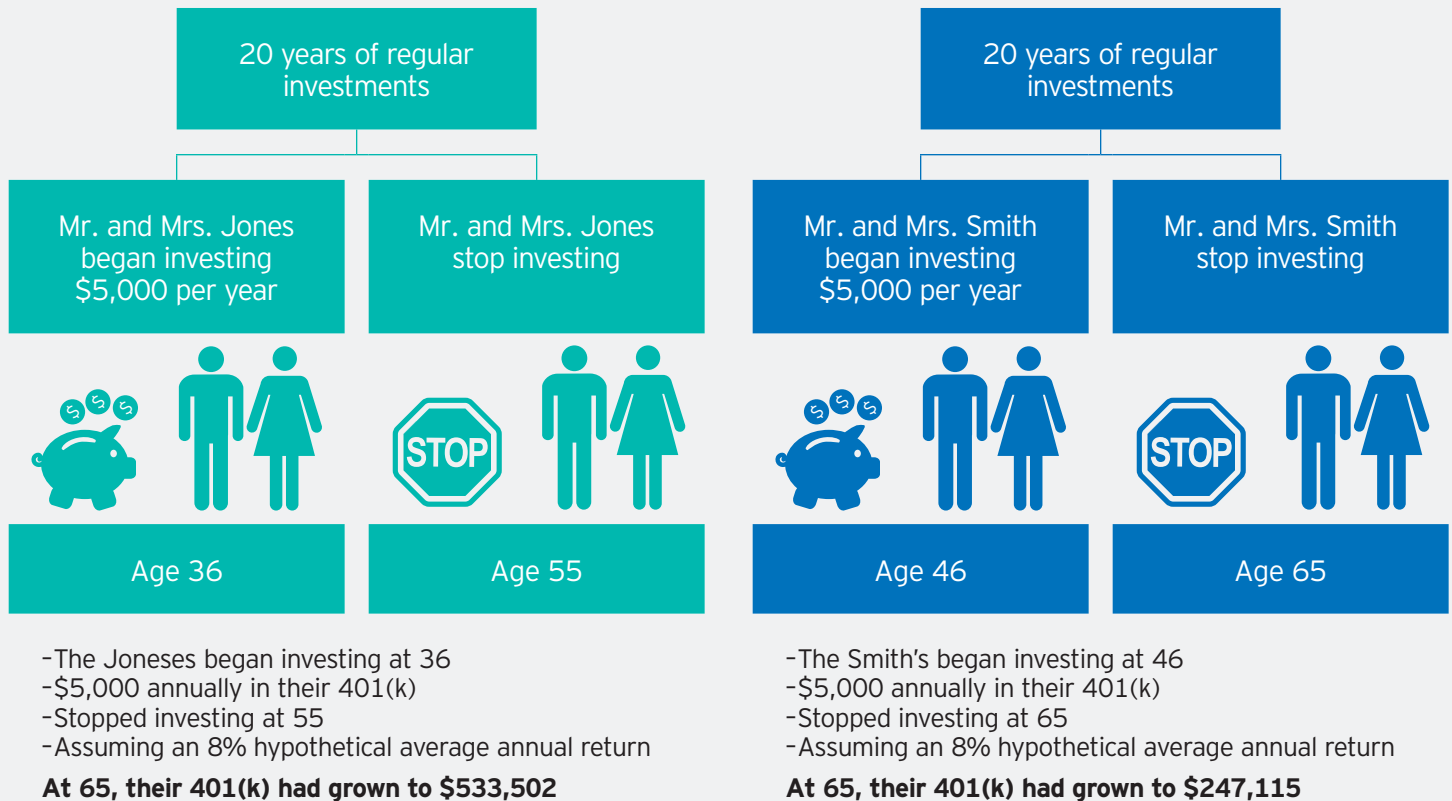 20 years of regular
investments
Mr. and Mrs. Jones
began investing
$5,000 per year
Mr. and Mrs. Jones
stop investing
$ $ $
STOP
Age 36
Age 55
-The Joneses began investing at 36
-$5,000 annually in their 401(k)
-Stopped investing at 55
-Assuming an 8% hypothetical average annual return
At 65, their 401(k) had grown to $533,502
20 years of regular
investments
Mr. and Mrs. Smith
began investing
$5,000 per year
Mr. and Mrs. Smith
stop investing
$ $ $
STOP
Age 46
Age 65
-The Smith's began investing at 46
-$5,000 annually in their 401(k)
-Stopped investing at 65
-Assuming an 8% hypothetical average annual return
At 65, their 401(k) had grown to $247,115